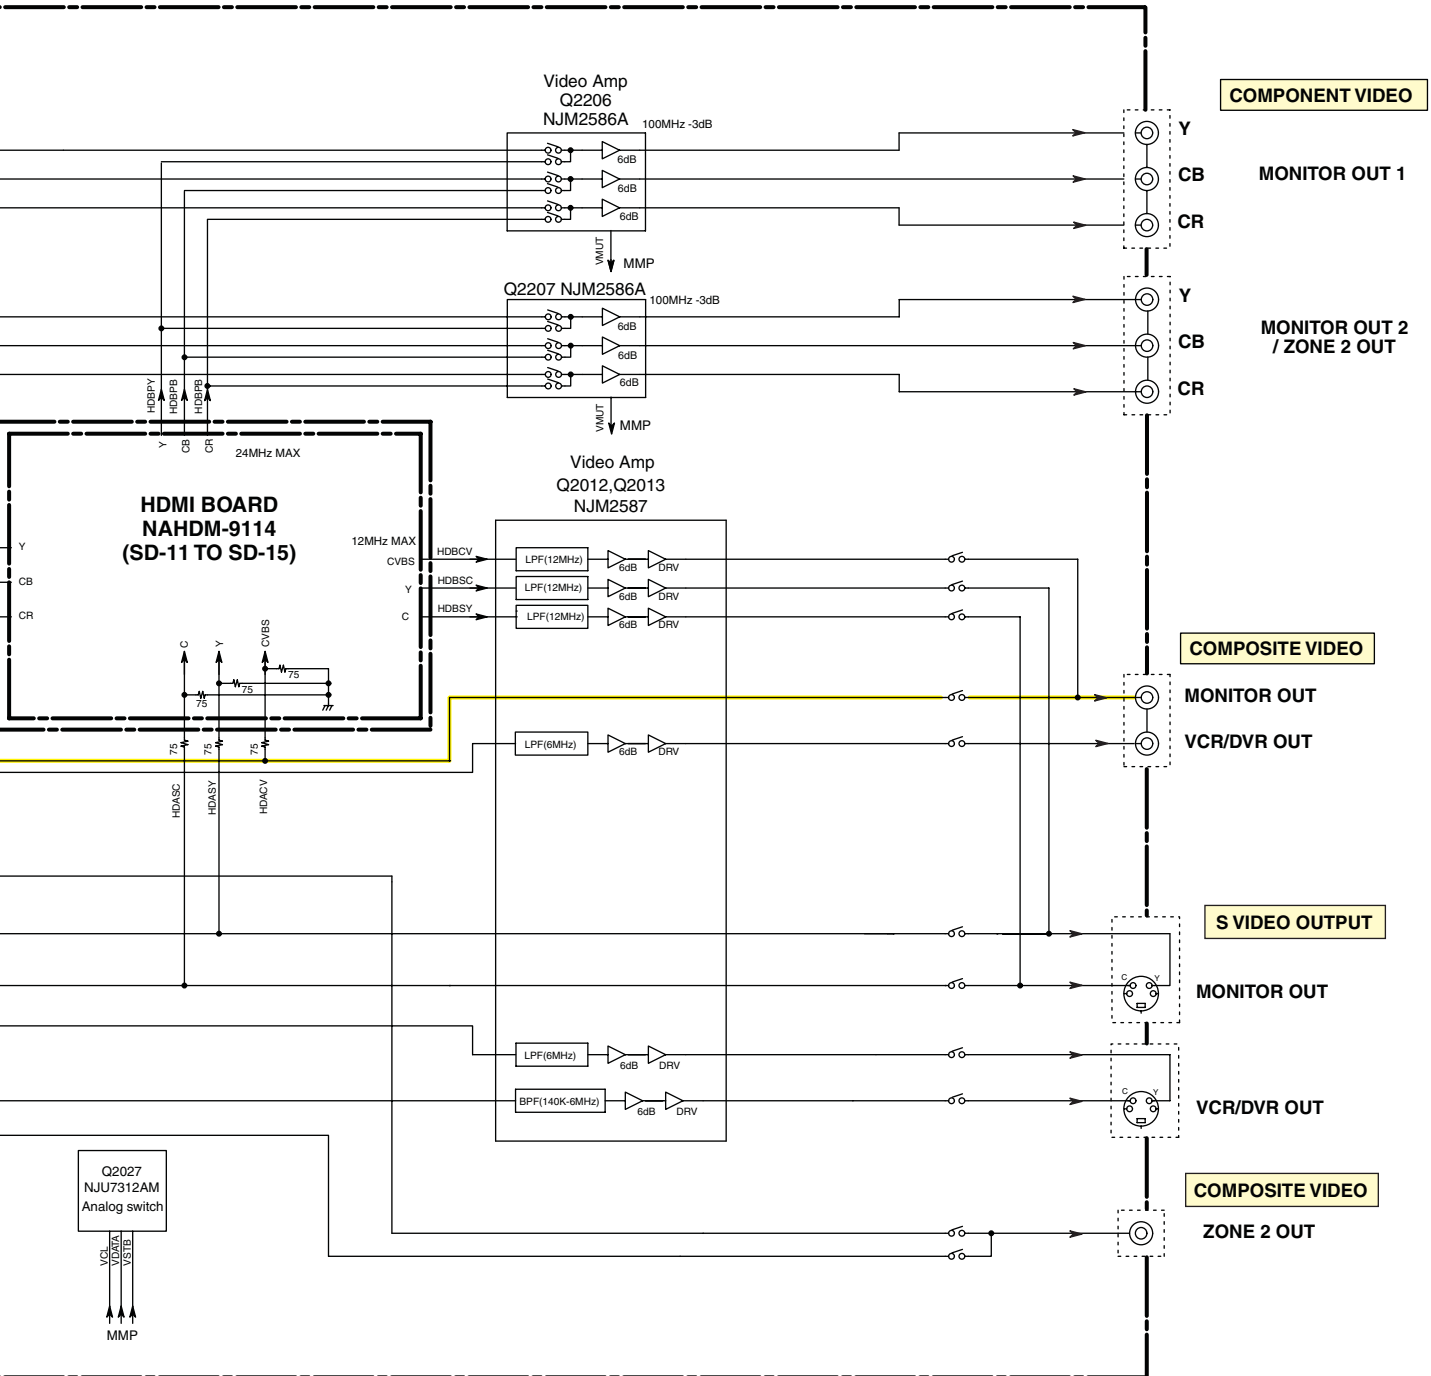 Video Amp
Q2206
NJM2586A
100MHz -3dB
6dB
6dB
6dB
VMUT
MMP
COMPONENT VIDEO
Y
CB
CR
MONITOR OUT 1
Q2207 NJM2586A
100MHz -3dB
6dB
6dB
6dB
VMUT
MMP
Y
CB
CR
MONITOR OUT 2
/ ZONE 2 OUT
HDBPY
HDBPB
HDBPB
Y
CB
CR
24MHz MAX
HDMI BOARD
NAHDM-9114
(SD-11 TO SD-15)
Y
CB
CR
12MHz MAX
CVBS
Y
C
HDBCV
HDBSC
HDBSY
C
Y
CVBS
75
75
75
75
75
75
HDASC
HDASY
HDACV
Video Amp
Q2012,Q2013
NJM2587
LPF(12MHz)
6dB
DRV
LPF(12MHz)
6dB
DRV
LPF(12MHz)
6dB
DRV
LPF(6MHz)
6dB
DRV
LPF(6MHz)
6dB
DRV
BPF(140K-6MHz)
6dB
DRV
COMPOSITE VIDEO
MONITOR OUT
VCR/DVR OUT
S VIDEO OUTPUT
C
Y
MONITOR OUT
C
Y
VCR/DVR OUT
COMPOSITE VIDEO
ZONE 2 OUT
Q2027
NJU7312AM
Analog switch
VCL
VDATA
VSTB
MMP